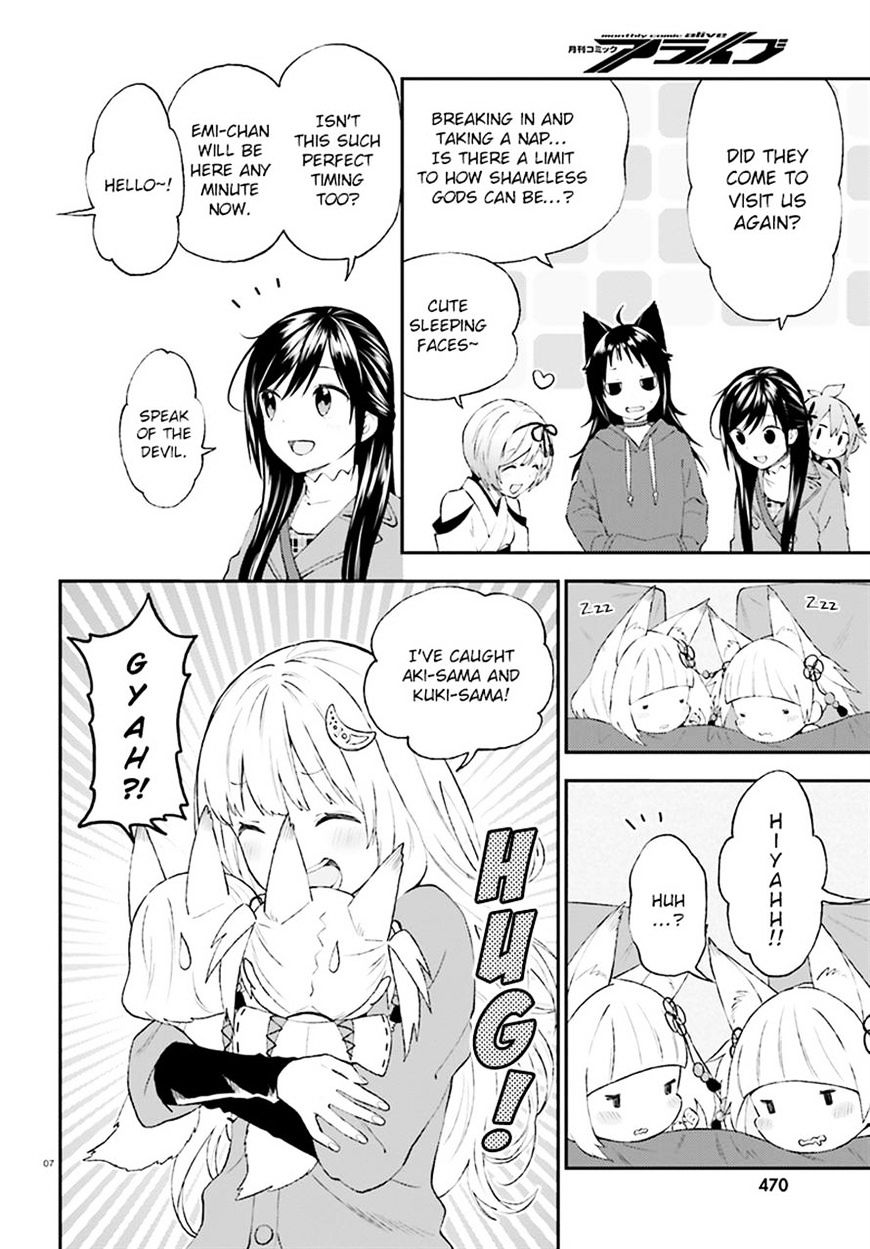 monthly comic alive
月刊コミック
アライブ
DID THEY
COME TO
VISIT US
AGAIN?
BREAKING IN AND
TAKING A NAP...
IS THERE A LIMIT
TO HOW SHAMELESS
GODS CAN BE...?
CUTE
SLEEPING
FACES~
ISN'T
THIS SUCH
PERFECT
TIMING
TOO?
EMI-CHAN
WILL BE
HERE ANY
MINUTE
NOW.
HELLO~!
SPEAK
OF THE
DEVIL.
Zzz
Zzz
HIYAHH!!
HUH
...?
I'VE CAUGHT
AKI-SAMA AND
KUKI-SAMA!
GYAH?!
HUG!
07
470